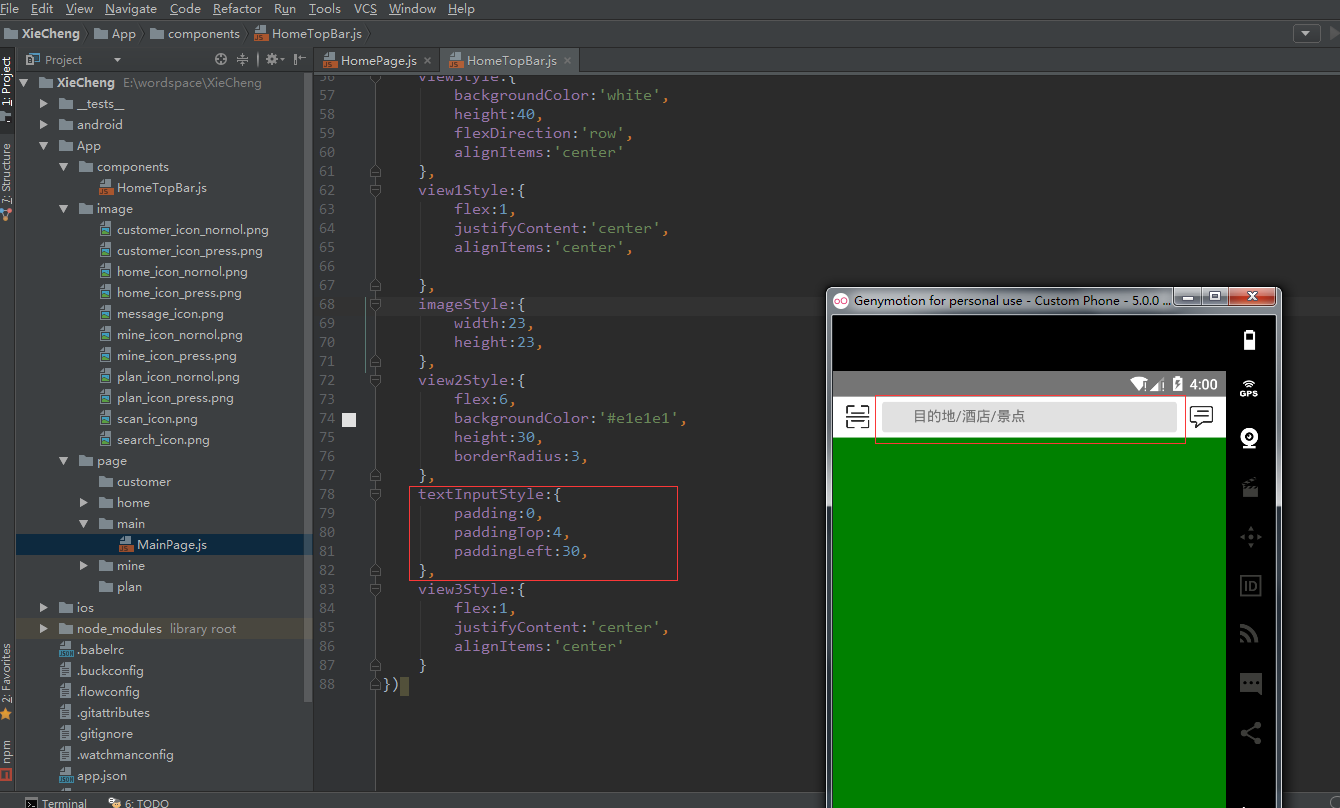 File Edit View Navigate Code Refactor Run Tools VCS Window Help
XieCheng App components HomeTopBar.js
1: Project
7: Structure
2: Favorites
npm
Project
XieCheng E:\wordspace\XieCheng
__tests__
android
App
components
HomeTopBar.js
image
customer_icon_nornol.png
customer_icon_press.png
home_icon_nornol.png
home_icon_press.png
message_icon.png
mine_icon_nornol.png
mine_icon_press.png
plan_icon_nornol.png
plan_icon_press.png
scan_icon.png
search_icon.png
page
customer
home
main
MainPage.js
mine
plan
ios
node_modules library root
.babelrc
.buckconfig
.flowconfig
.gitattributes
.gitignore
.watchmanconfig
app.json
HomePage.js HomeTopBar.js
56 viewStyle:{
57 backgroundColor:'white',
58 height:40,
59 flexDirection:'row',
60 alignItems:'center'
61 },
62 view1Style:{
63 flex:1,
64 justifyContent:'center',
65 alignItems:'center',
66
67 },
68 imageStyle:{
69 width:23,
70 height:23,
71 },
72 view2Style:{
73 flex:6,
74 backgroundColor:'#e1e1e1',
75 height:30,
76 borderRadius:3,
77 },
78 textInputStyle:{
79 padding:0,
80 paddingTop:4,
81 paddingLeft:30,
82 },
83 view3Style:{
84 flex:1,
85 justifyContent:'center',
86 alignItems:'center'
87 }
88 })
Genymotion for personal use - Custom Phone - 5.0.0 ...
4:00
目的地/酒店/景点
GPS
ID
Terminal 6: TODO